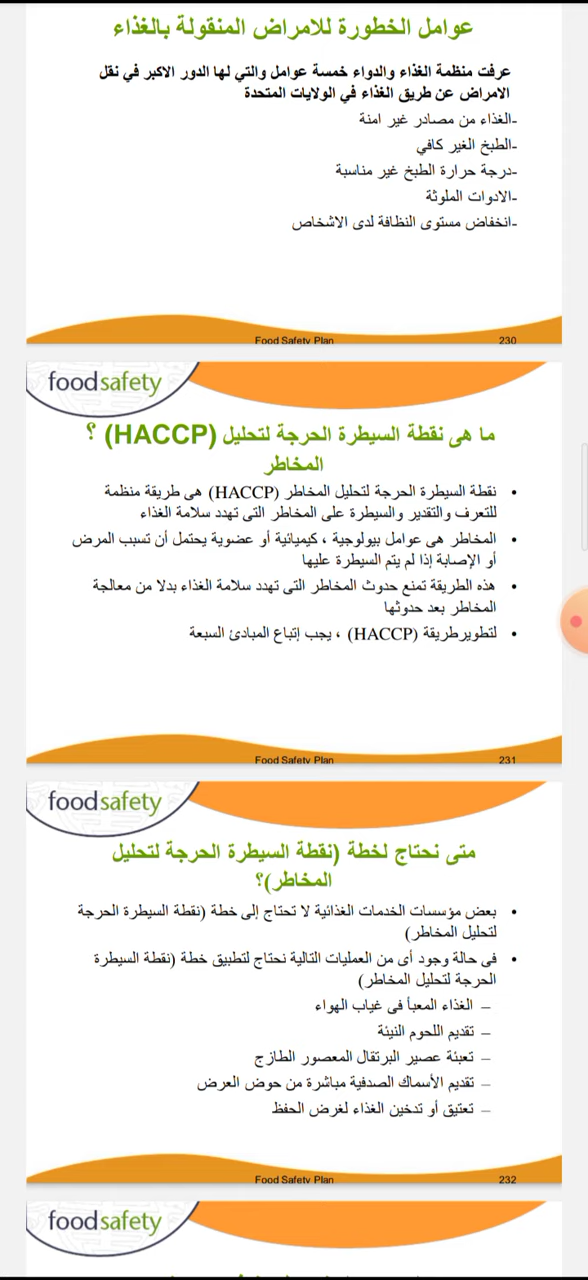 عوامل الخطورة للامراض المنقولة بالغذاء
عرفت منظمة الغذاء والدواء خمسة عوامل والتي لها الدور الاكبر في نقل
الامراض عن طريق الغذاء في الولايات المتحدة
-الغذاء من مصادر غير امنة
-الطبخ الغير كافي
-درجة حرارة الطبخ غير مناسبة
-الادوات الملوثة
-انخفاض مستوى النظافة لدى الاشخاص
Food Safety Plan
230
foodsafety
ما هى نقطة السيطرة الحرجة لتحليل (HACCP) ؟
المخاطر
• نقطة السيطرة الحرجة لتحليل المخاطر (HACCP) هى طريقة منظمة
للتعرف والتقدير والسيطرة على المخاطر التى تهدد سلامة الغذاء
• المخاطر هى عوامل بيولوجية ، كيميائية أو عضوية يحتمل أن تسبب المرض
أو الإصابة إذا لم يتم السيطرة عليها
• هذه الطريقة تمنع حدوث المخاطر التى تهدد سلامة الغذاء بدلا من معالجة
المخاطر بعد حدوثها
• لتطويرطريقة (HACCP) ، يجب إتباع المبادئ السبعة
Food Safety Plan
231
foodsafety
متى نحتاج لخطة (نقطة السيطرة الحرجة لتحليل
المخاطر)؟
• بعض مؤسسات الخدمات الغذائية لا تحتاج إلى خطة (نقطة السيطرة الحرجة
لتحليل المخاطر)
• فى حالة وجود أى من العمليات التالية نحتاج لتطبيق خطة (نقطة السيطرة
الحرجة لتحليل المخاطر)
– الغذاء المعبأ فى غياب الهواء
– تقديم اللحوم النيئة
– تعبئة عصير البرتقال المعصور الطازج
– تقديم الأسماك الصدفية مباشرة من حوض العرض
– تعتيق أو تدخين الغذاء لغرض الحفظ
Food Safety Plan
232
foodsafety